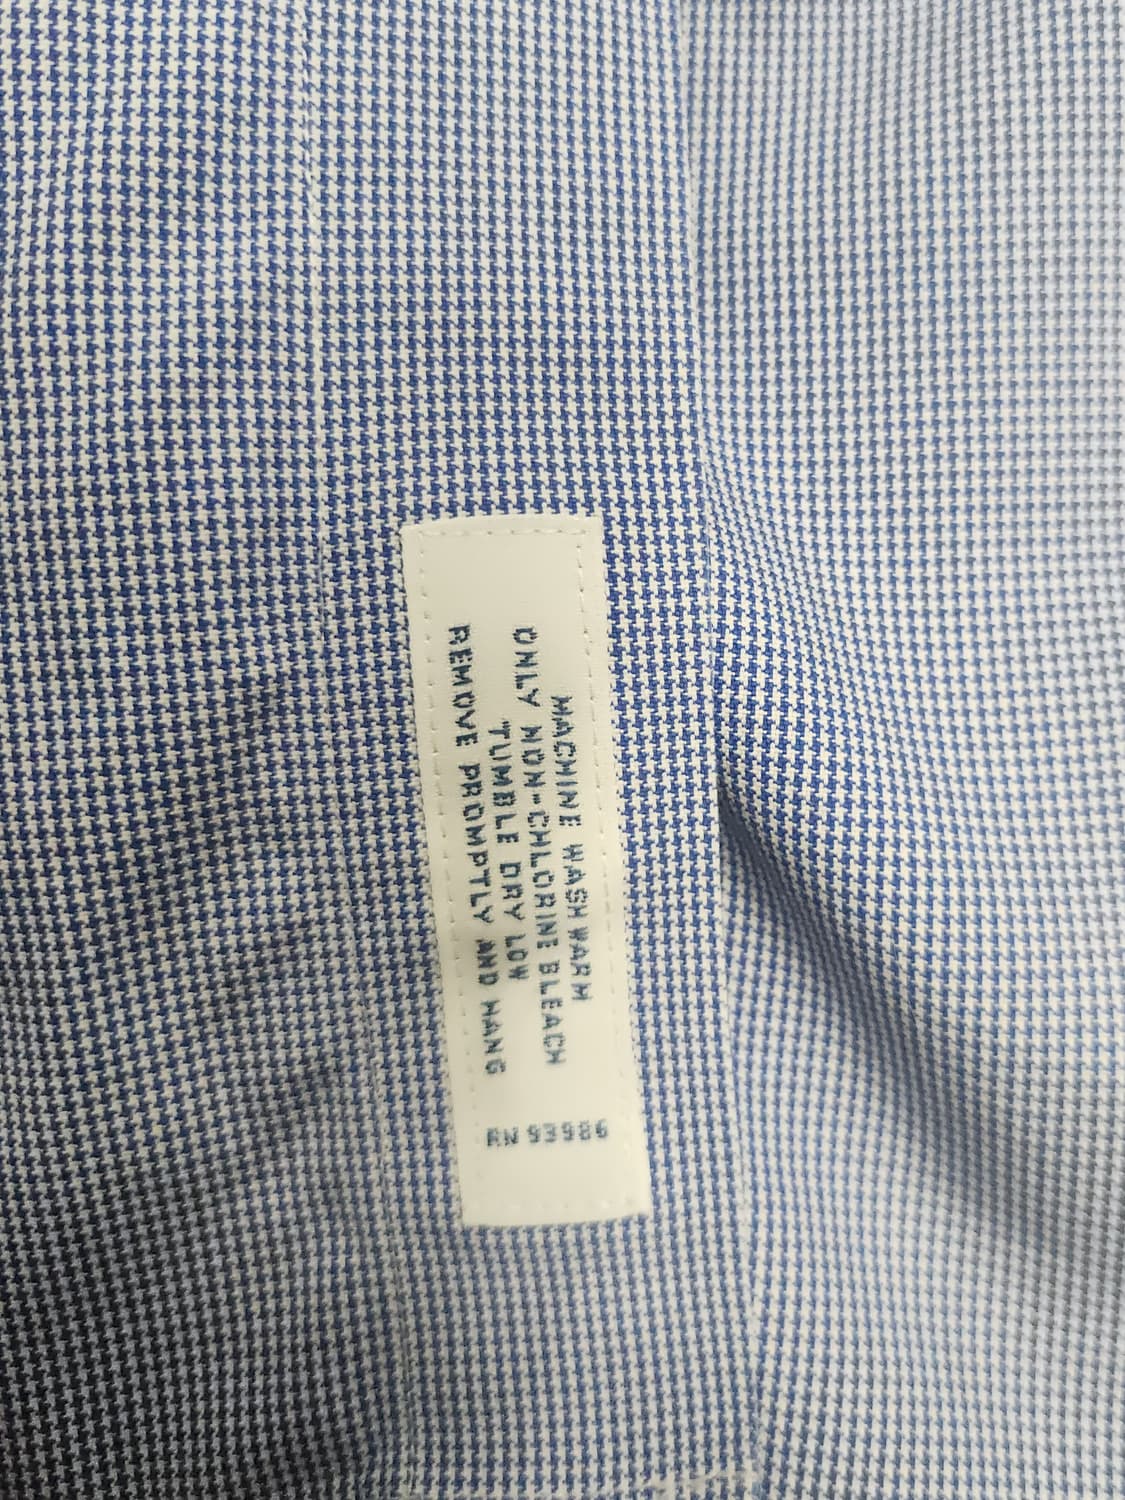 MACHINE WASH WARM
ONLY NON-CHLORINE BLEACH
TUMBLE DRY LOW
REMOVE PROMPTLY AND HANG
RN 93986